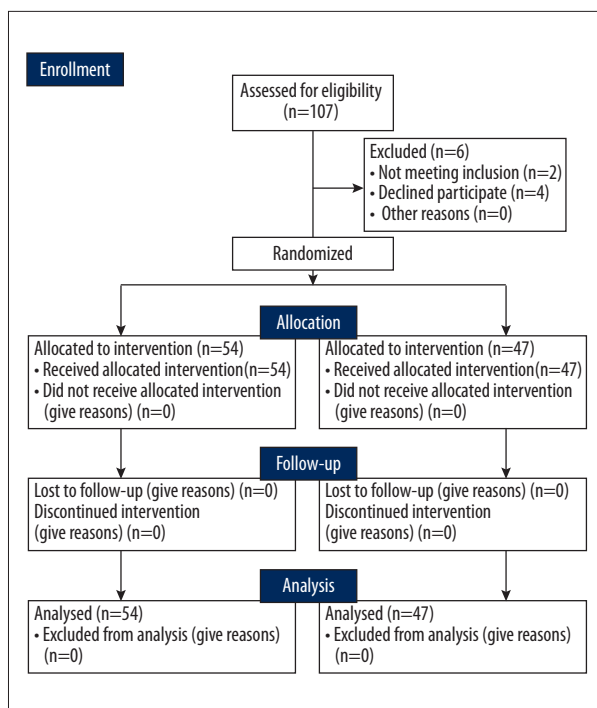 Enrollment
Assessed for eligibility
(n=107)
Excluded (n=6)
• Not meeting inclusion (n=2)
• Declined participate (n=4)
• Other reasons (n=0)
Randomized
Allocation
Allocated to intervention (n=54)
• Received allocated intervention(n=54)
• Did not receive allocated intervention
(give reasons) (n=0)
Allocated to intervention (n=47)
• Received allocated intervention(n=47)
• Did not receive allocated intervention
(give reasons) (n=0)
Follow-up
Lost to follow-up (give reasons) (n=0)
Discontinued intervention
(give reasons) (n=0)
Lost to follow-up (give reasons) (n=0)
Discontinued intervention
(give reasons) (n=0)
Analysis
Analysed (n=54)
• Excluded from analysis (give reasons)
(n=0)
Analysed (n=47)
• Excluded from analysis (give reasons)
(n=0)